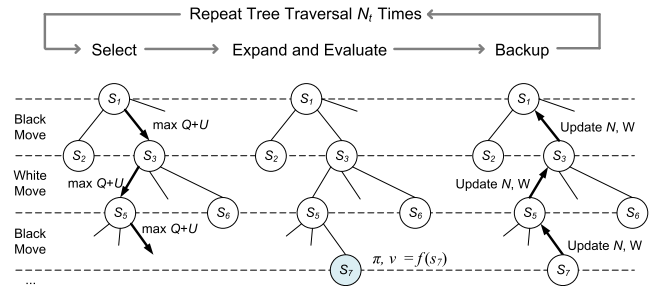 Repeat Tree Traversal Nt Times
Select Expand and Evaluate Backup
S1 S1 S1
Black Move
max Q+U
Update N, W
S2 S3 S2 S3 S2 S3
White Move
max Q+U
Update N, W
S5 S6 S5 S6 S5 S6
Black Move
max Q+U
Update N, W
π, v = f(s7)
S7 S7
...